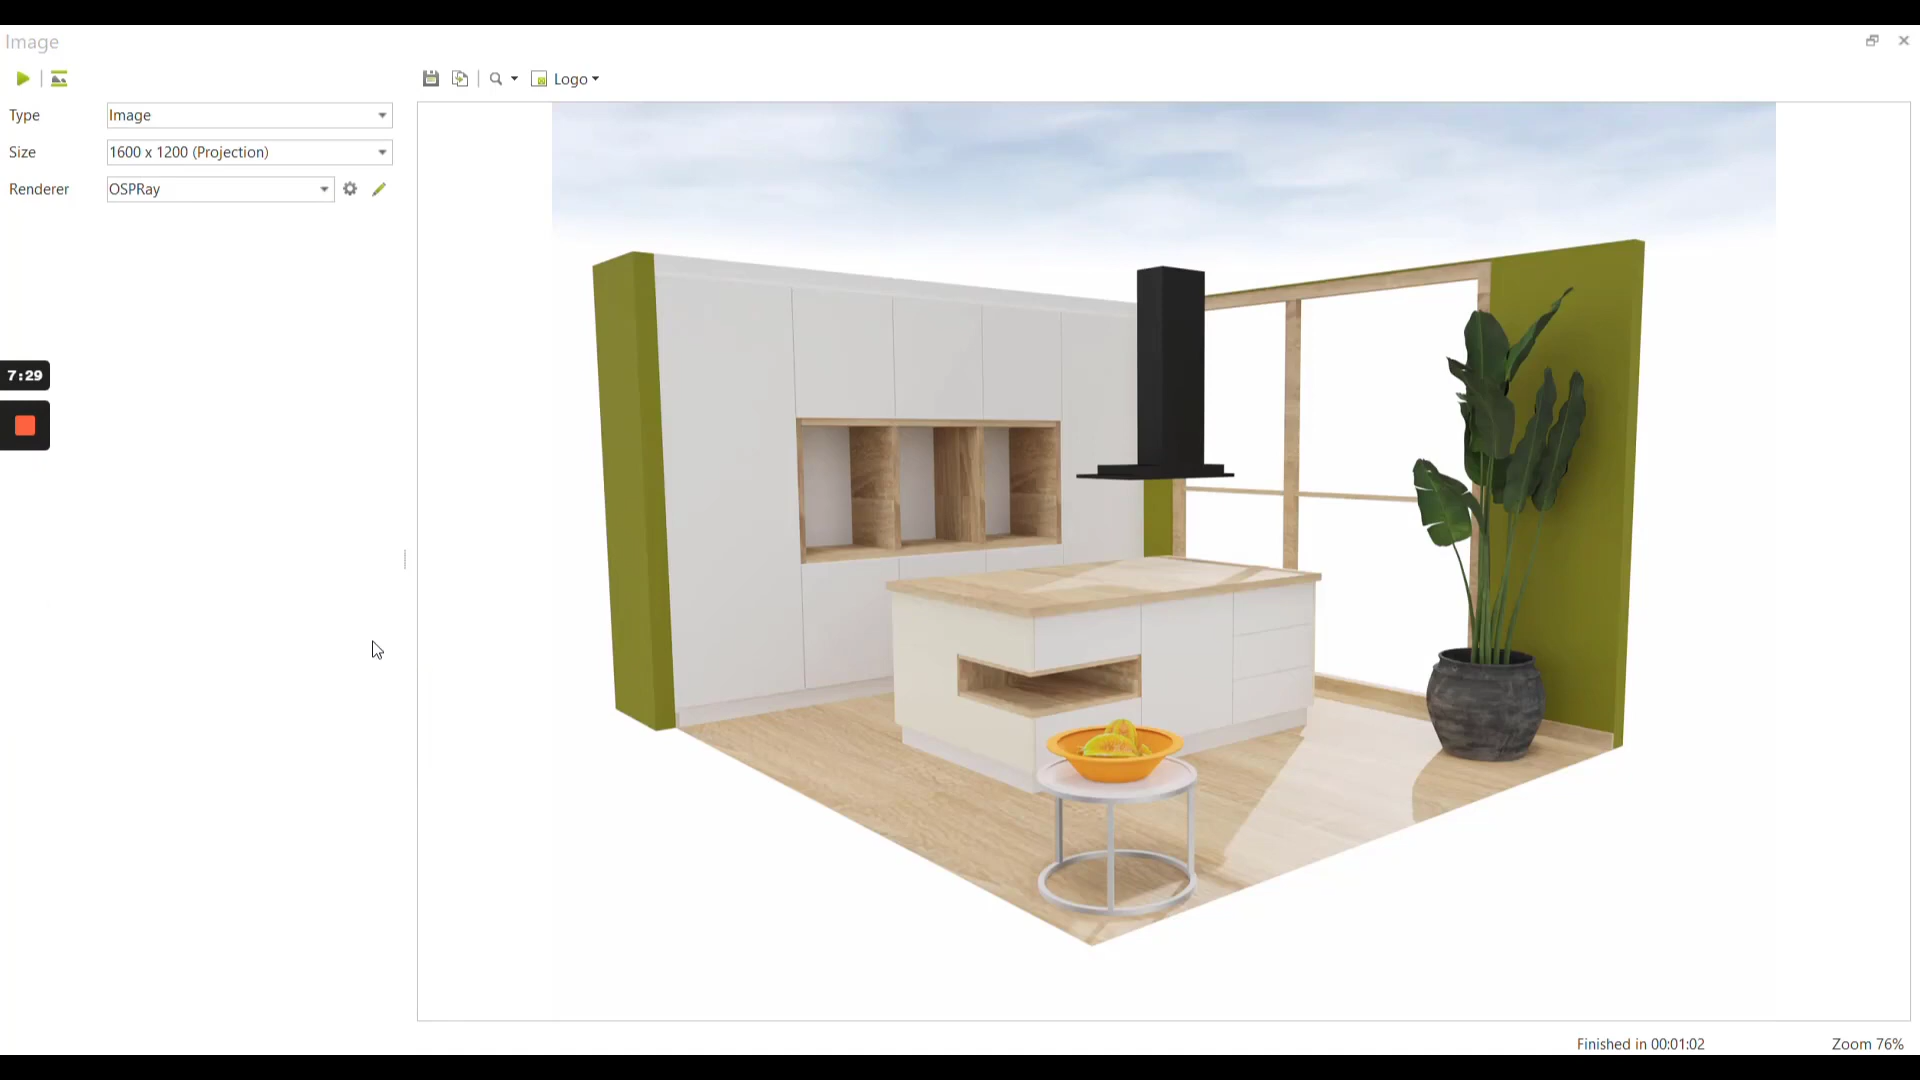 Image
Logo
Type
Image
Size
1600 x 1200 (Projection)
Renderer
OSPRay
7:29
Finished in 00:01:02
Zoom 76%